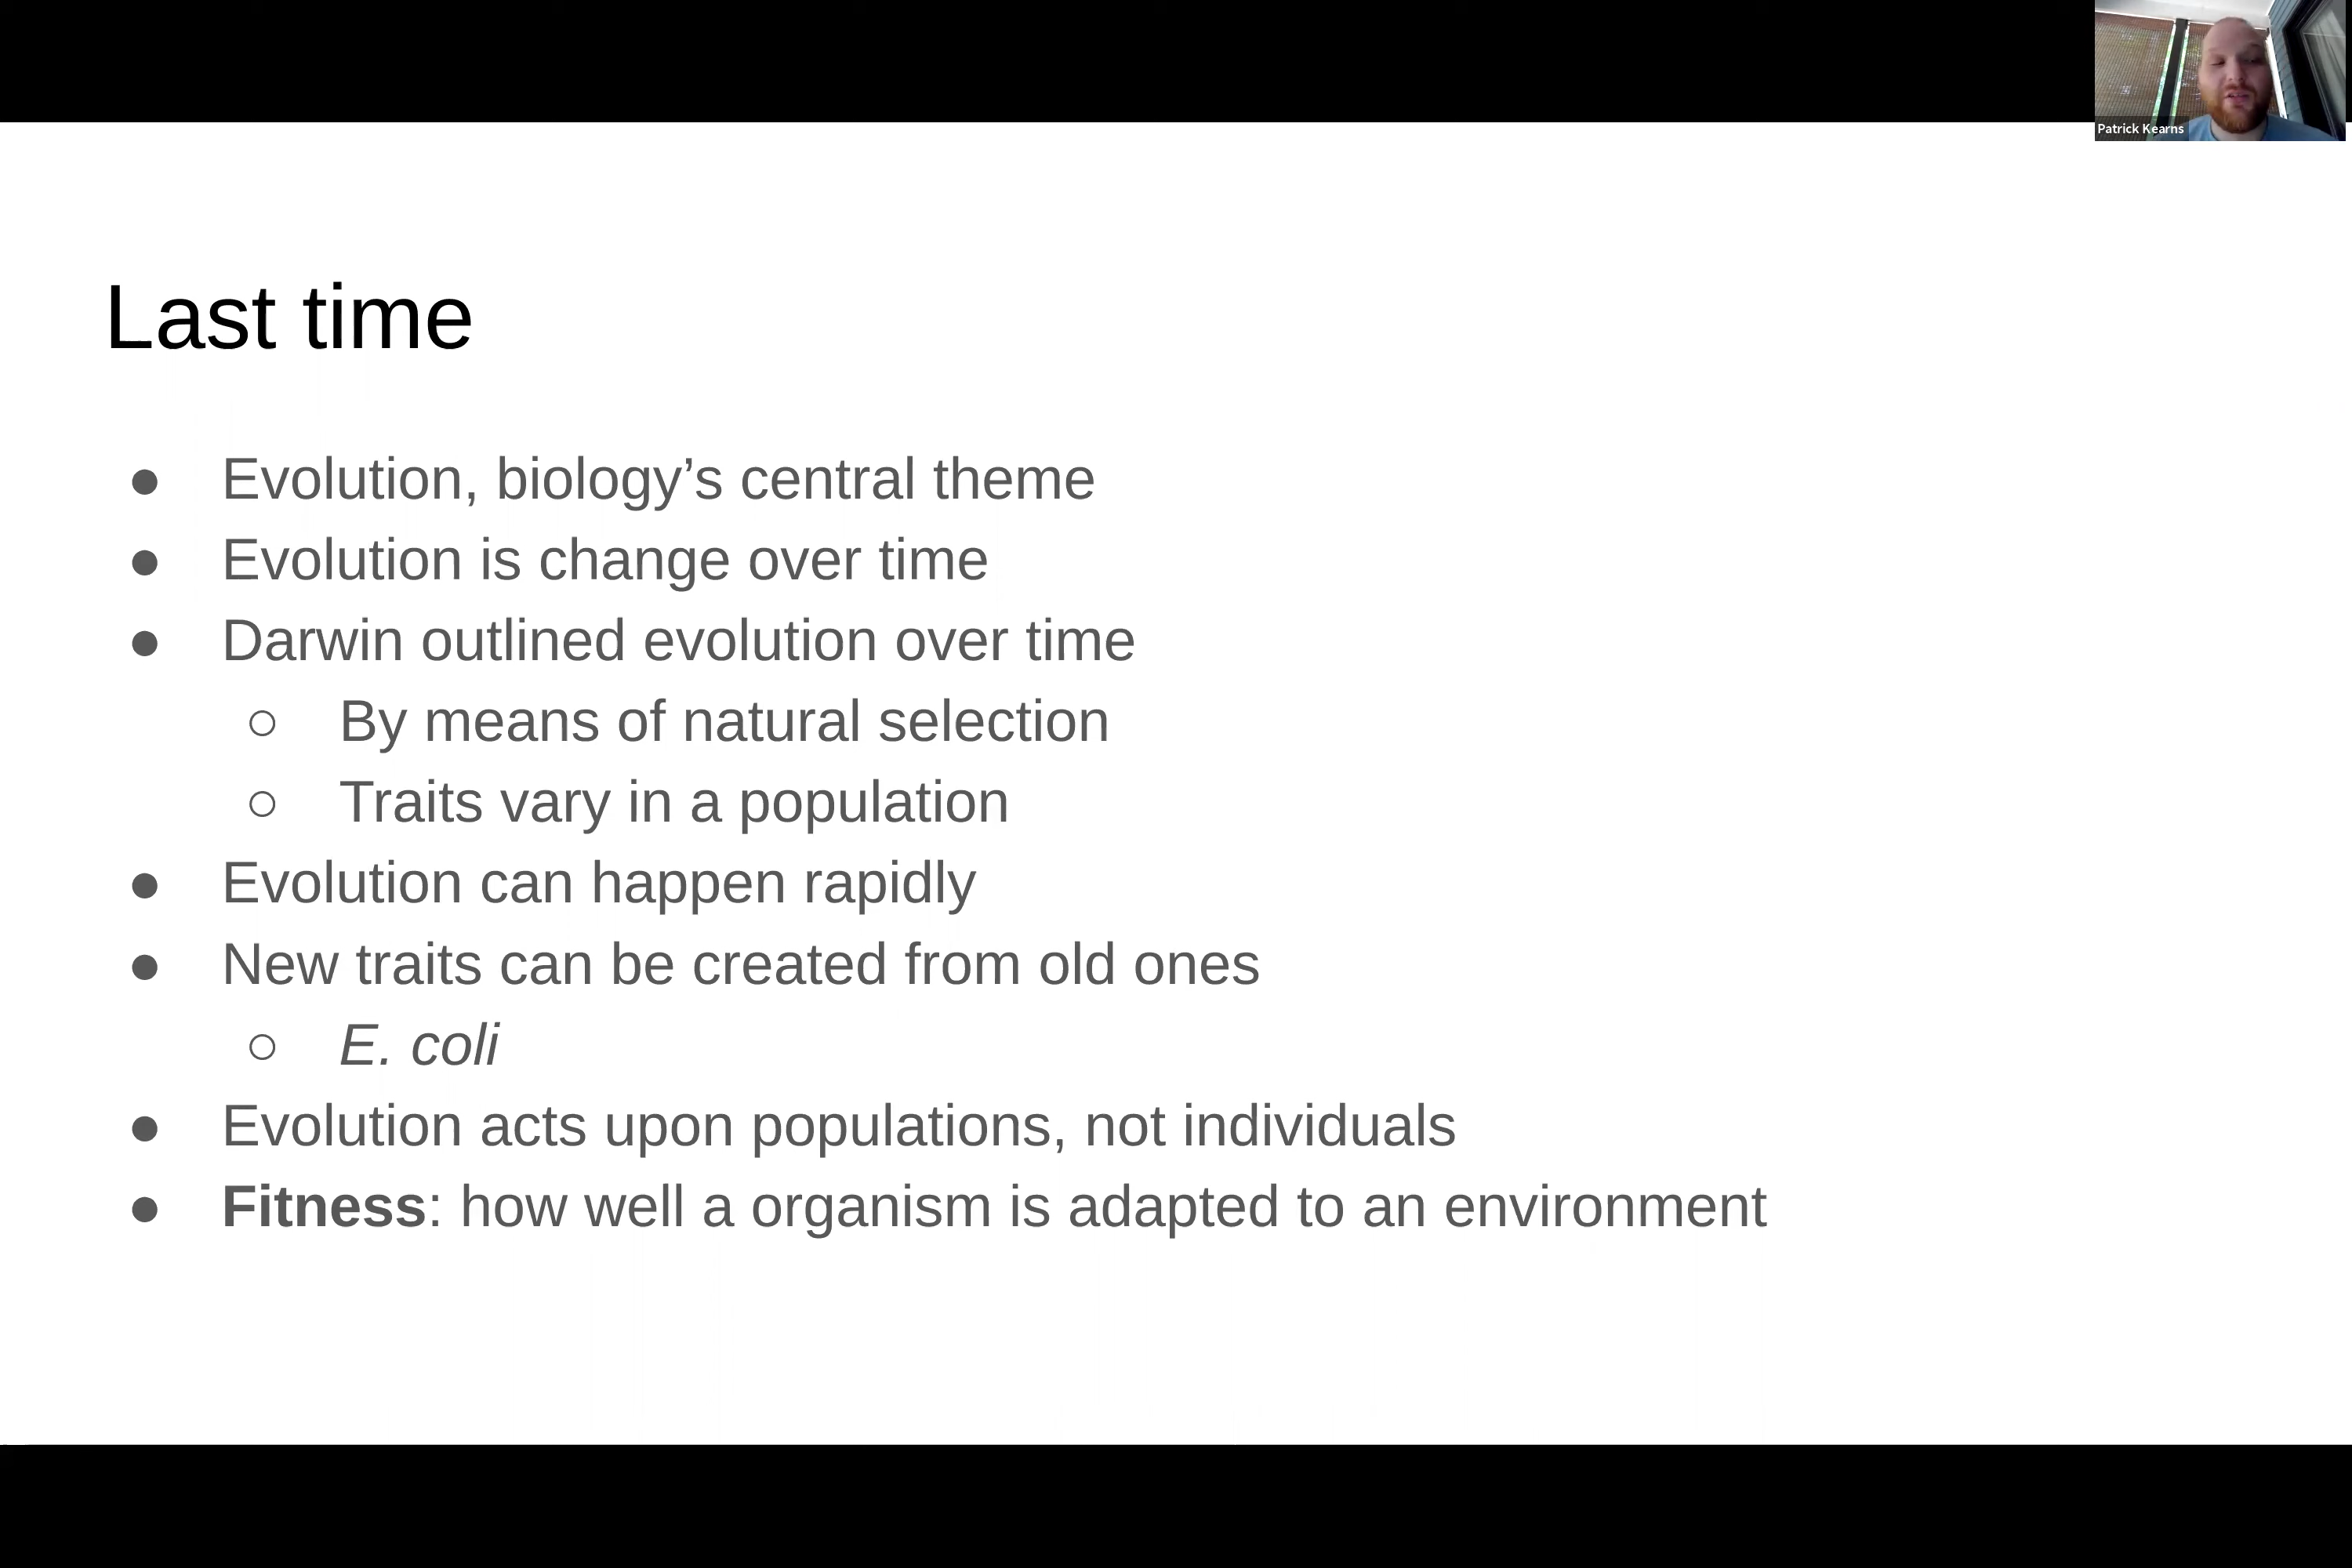 Patrick Kearns
Last time
● Evolution, biology’s central theme
● Evolution is change over time
● Darwin outlined evolution over time
○ By means of natural selection
○ Traits vary in a population
● Evolution can happen rapidly
● New traits can be created from old ones
○ E. coli
● Evolution acts upon populations, not individuals
● Fitness: how well a organism is adapted to an environment